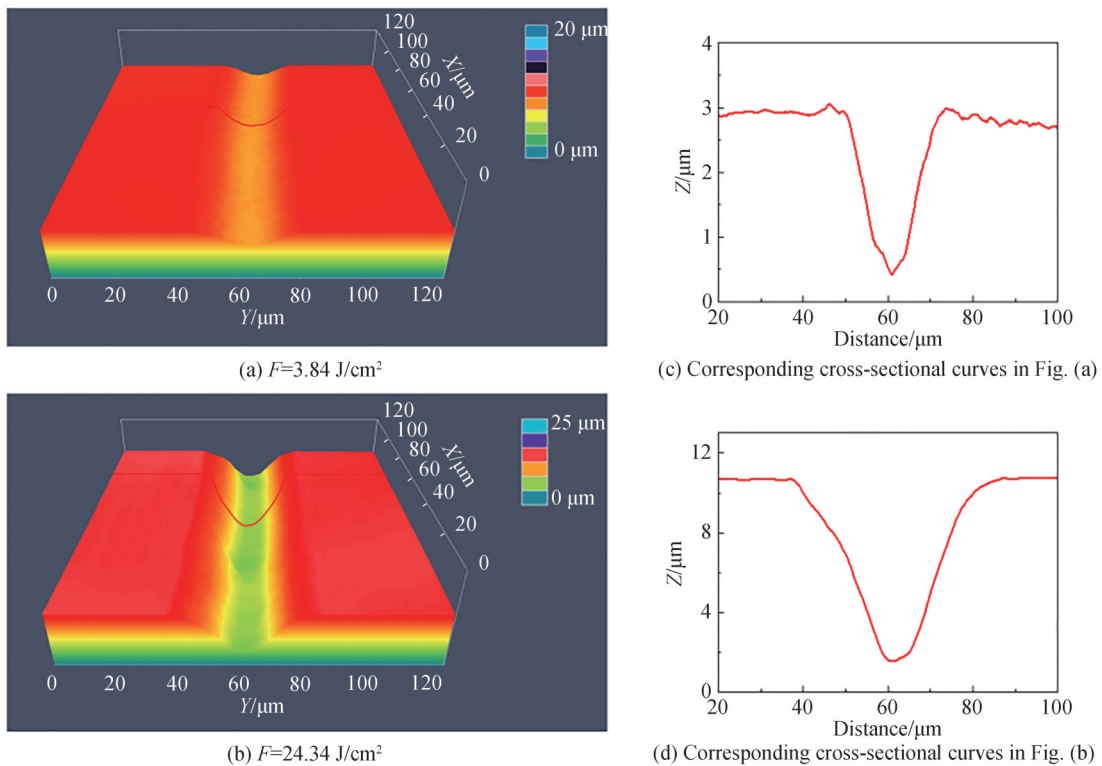 120
100
80
60
40
20
0
X/μm
20 μm
0 μm
0 20 40 60 80 100 120
Y/μm
(a) F=3.84 J/cm²
4
3
2
1
0
Z/μm
20 40 60 80 100
Distance/μm
(c) Corresponding cross-sectional curves in Fig. (a)
120
100
80
60
40
20
0
X/μm
25 μm
0 μm
0 20 40 60 80 100 120
Y/μm
(b) F=24.34 J/cm²
12
8
4
0
Z/μm
20 40 60 80 100
Distance/μm
(d) Corresponding cross-sectional curves in Fig. (b)